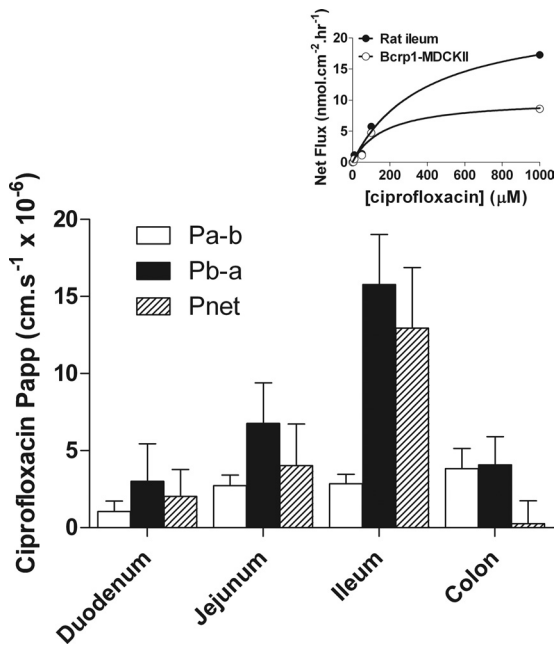 Net Flux (nmol.cm⁻².hr⁻¹)
20
15
10
5
0
Rat ileum
Bcrp1-MDCKII
0 200 400 600 800 1000
[ciprofloxacin] (μM)
Ciprofloxacin Papp (cm.s⁻¹ x 10⁻⁶)
20
15
10
5
0
Pa-b
Pb-a
Pnet
Duodenum
Jejunum
Ileum
Colon